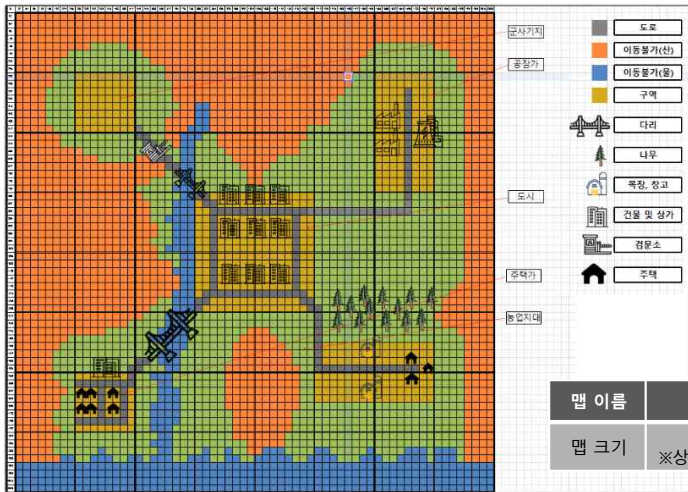 군사기지
공장가
도시
주택가
농업지대
도로
이동불가(산)
이동불가(물)
구역
다리
나무
목장, 창고
건물 및 상가
검문소
주택
맵 이름
맵 크기
※상